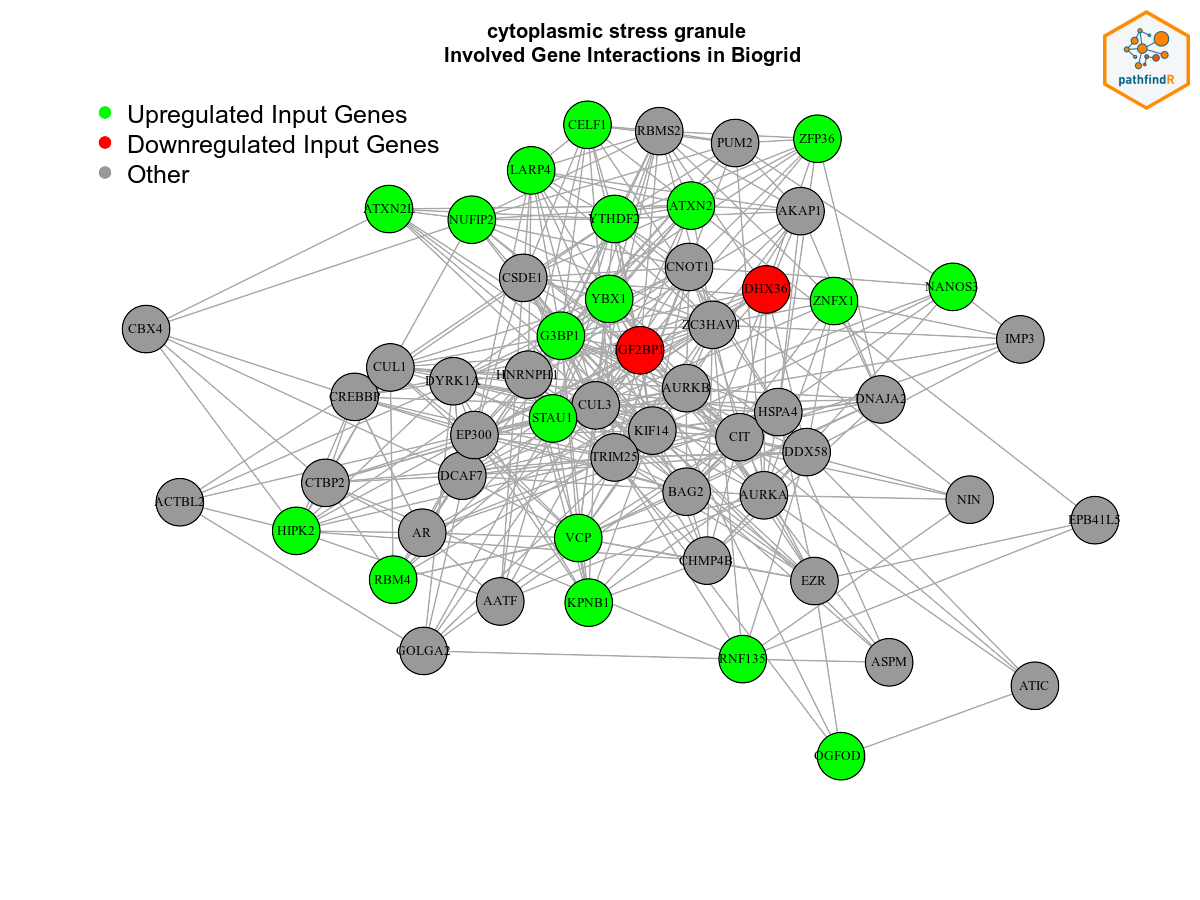 cytoplasmic stress granule
Involved Gene Interactions in Biogrid
pathfindR
Upregulated Input Genes
Downregulated Input Genes
Other
CELF1
RBMS2
PUM2
ZFP36
LARP4
ATXN2L
NUFIP2
YTHDF2
ATXN2
AKAP1
CSDE1
CNOT1
DHX36
ZNFX1
NANOS3
YBX1
CBX4
G3BP1
ZC3HAV1
IMP3
IGF2BP1
CUL1
DYRK1A
HNRNPH1
AURKB
CREBBP
CUL3
DNAJA2
STAU1
HSPA4
EP300
KIF14
CIT
DDX58
TRIM25
CTBP2
DCAF7
BAG2
AURKA
ACTBL2
NIN
EPB41L5
HIPK2
AR
VCP
CHMP4B
RBM4
EZR
AATF
KPNB1
GOLGA2
RNF135
ASPM
ATIC